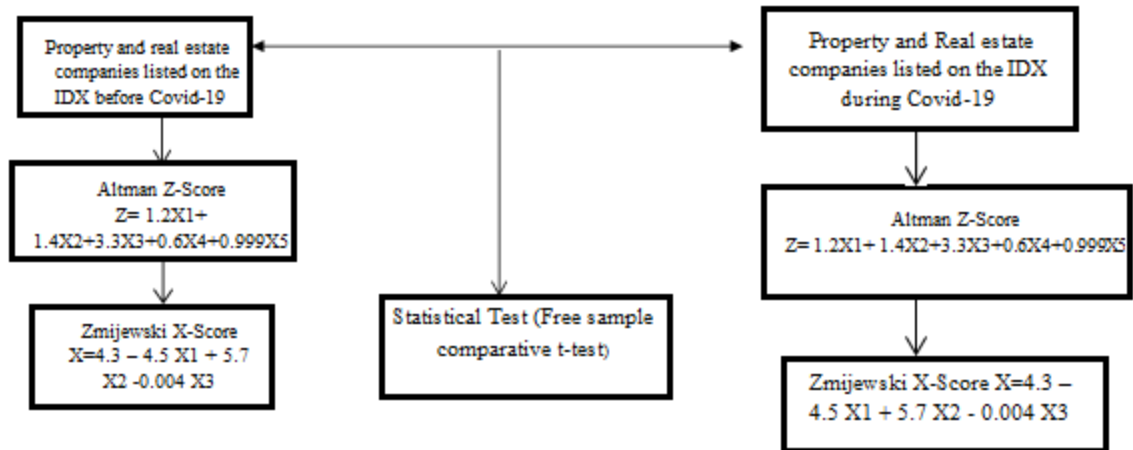 Property and real estate
companies listed on the
IDX before Covid-19
Altman Z-Score
Z= 1.2X1+
1.4X2+3.3X3+0.6X4+0.999X5
Zmijewski X-Score
X=4.3 – 4.5 X1 + 5.7
X2 -0.004 X3
Statistical Test (Free sample
comparative t-test)
Property and Real estate
companies listed on the IDX
during Covid-19
Altman Z-Score
Z= 1.2X1+ 1.4X2+3.3X3+0.6X4+0.999X5
Zmijewski X-Score X=4.3 –
4.5 X1 + 5.7 X2 - 0.004 X3